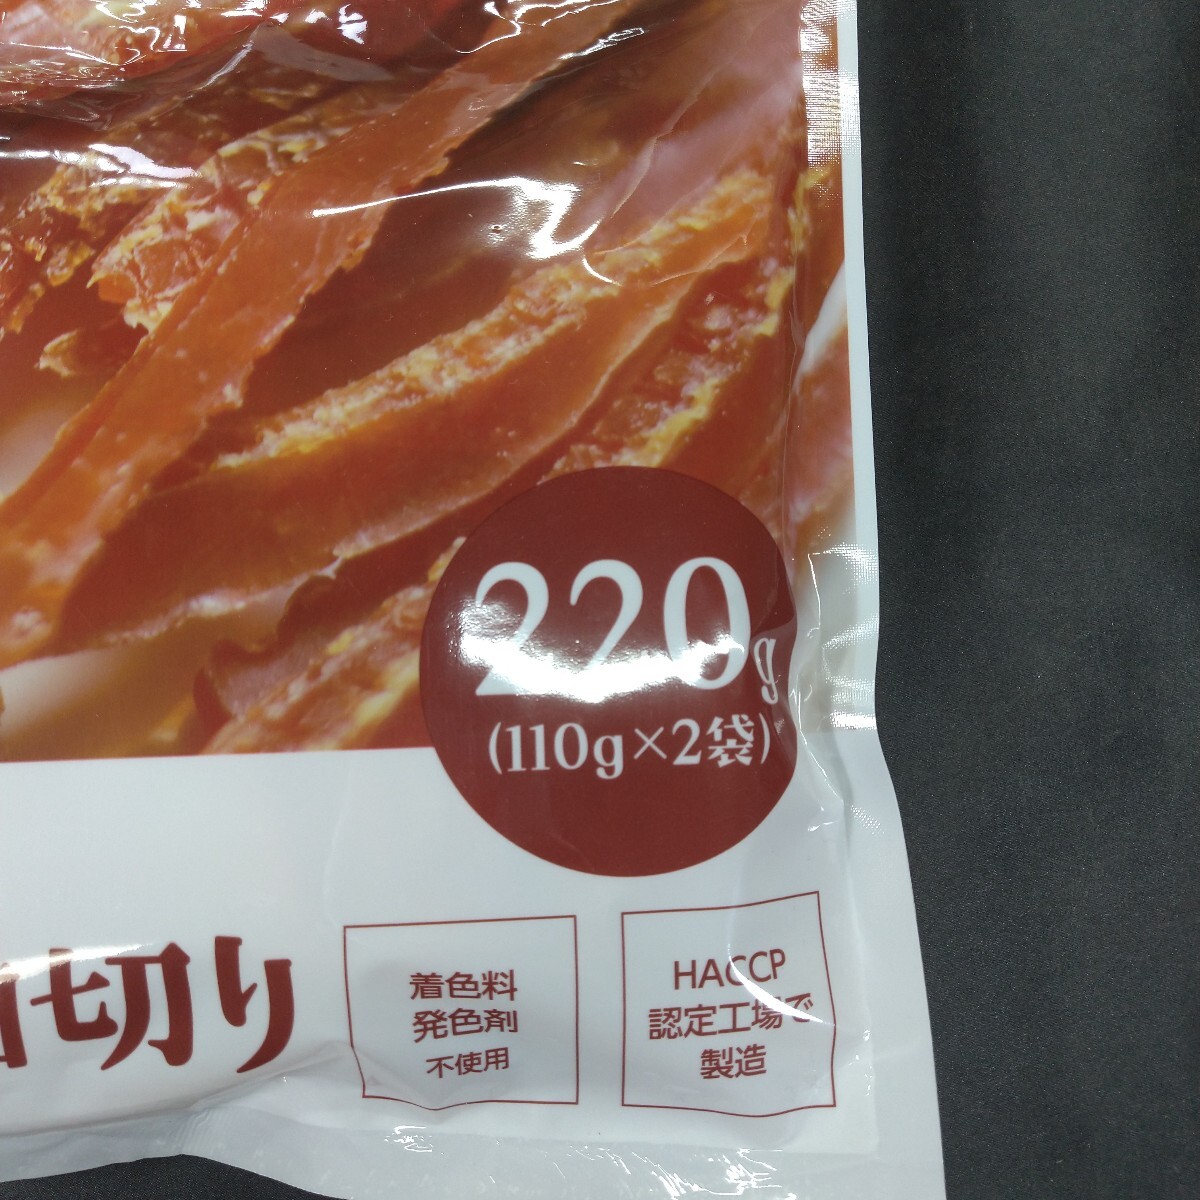 220g
(110g×2袋)
切り
着色料
発色剤
不使用
HACCP
認定工場で
製造